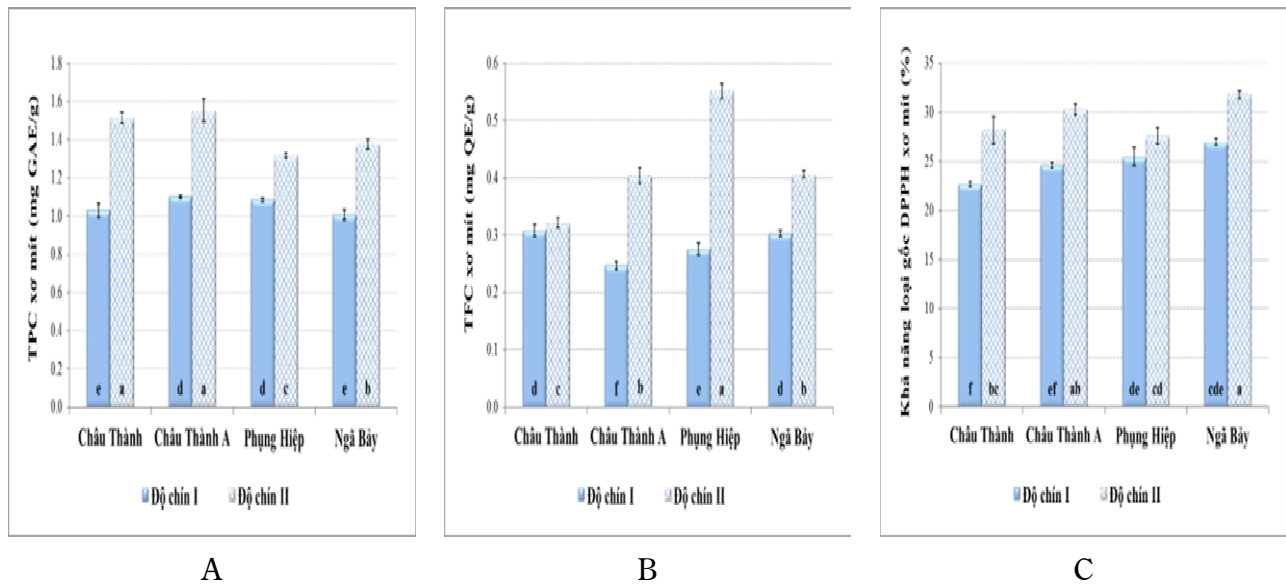 TPC xơ mít (mg GAE/g)
1.8
1.6
1.4
1.2
1.0
0.8
0.6
0.4
0.2
0.0
e a d a d c e b
Châu Thành Châu Thành A Phụng Hiệp Ngã Bảy
Độ chín I Độ chín II
A
TFC xơ mít (mg QE/g)
0.6
0.5
0.4
0.3
0.2
0.1
0.0
d c f b e a d b
Châu Thành Châu Thành A Phụng Hiệp Ngã Bảy
Độ chín I Độ chín II
B
Khả năng loại gốc DPPH xơ mít (%)
35
30
25
20
15
10
5
0
f bc ef ab de cd cde a
Châu Thành Châu Thành A Phụng Hiệp Ngã Bảy
Độ chín I Độ chín II
C